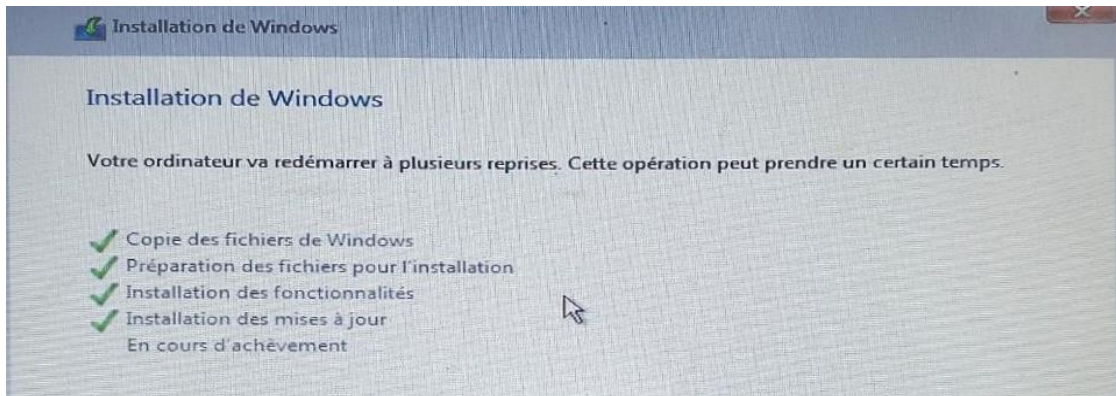 Installation de Windows
Installation de Windows
Votre ordinateur va redémarrer à plusieurs reprises. Cette opération peut prendre un certain temps.
Copie des fichiers de Windows
Préparation des fichiers pour l'installation
Installation des fonctionnalités
Installation des mises à jour
En cours d'achèvement